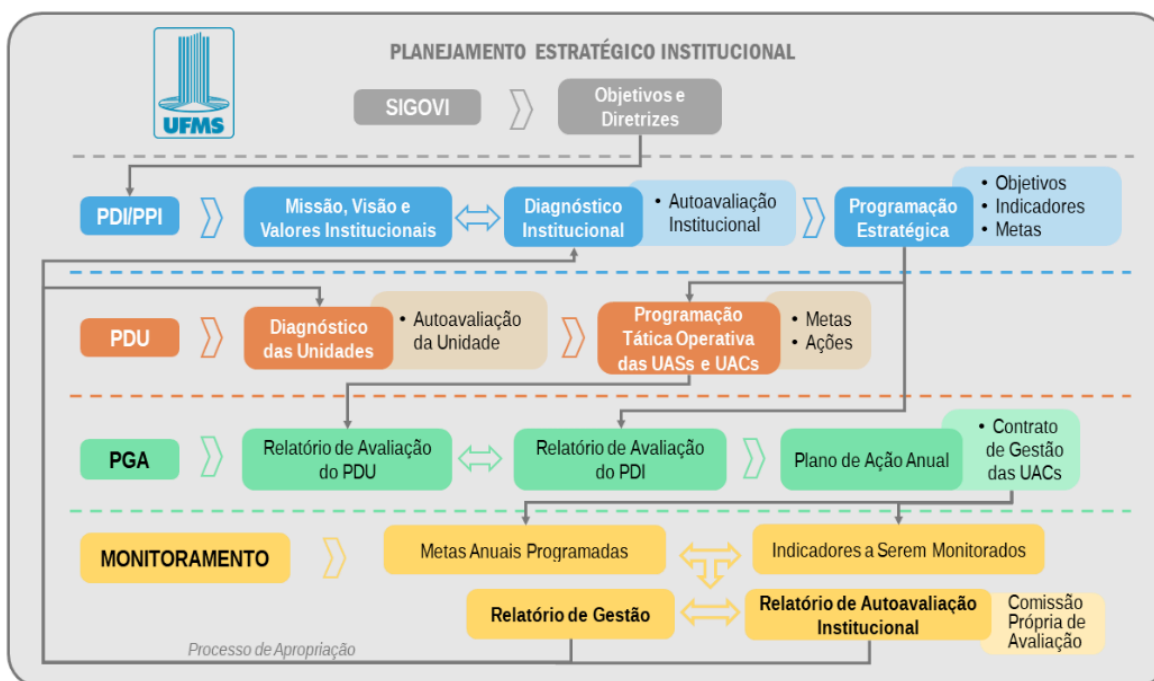 PLANEJAMENTO ESTRATÉGICO INSTITUCIONAL
UFMS
SIGOVI
Objetivos e
Diretrizes
PDI/PPI
Missão, Visão e
Valores Institucionais
Diagnóstico
Institucional
• Autoavaliação
Institucional
Programação
Estratégica
• Objetivos
• Indicadores
• Metas
PDU
Diagnóstico
das Unidades
• Autoavaliação
da Unidade
Programação
Tática Operativa
das UASs e UACs
• Metas
• Ações
PGA
Relatório de Avaliação
do PDU
Relatório de Avaliação
do PDI
Plano de Ação Anual
• Contrato
de Gestão
das UACs
MONITORAMENTO
Metas Anuais Programadas
Indicadores a Serem Monitorados
Relatório de Gestão
Relatório de Autoavaliação
Institucional
Comissão
Própria de
Avaliação
Processo de Apropriação